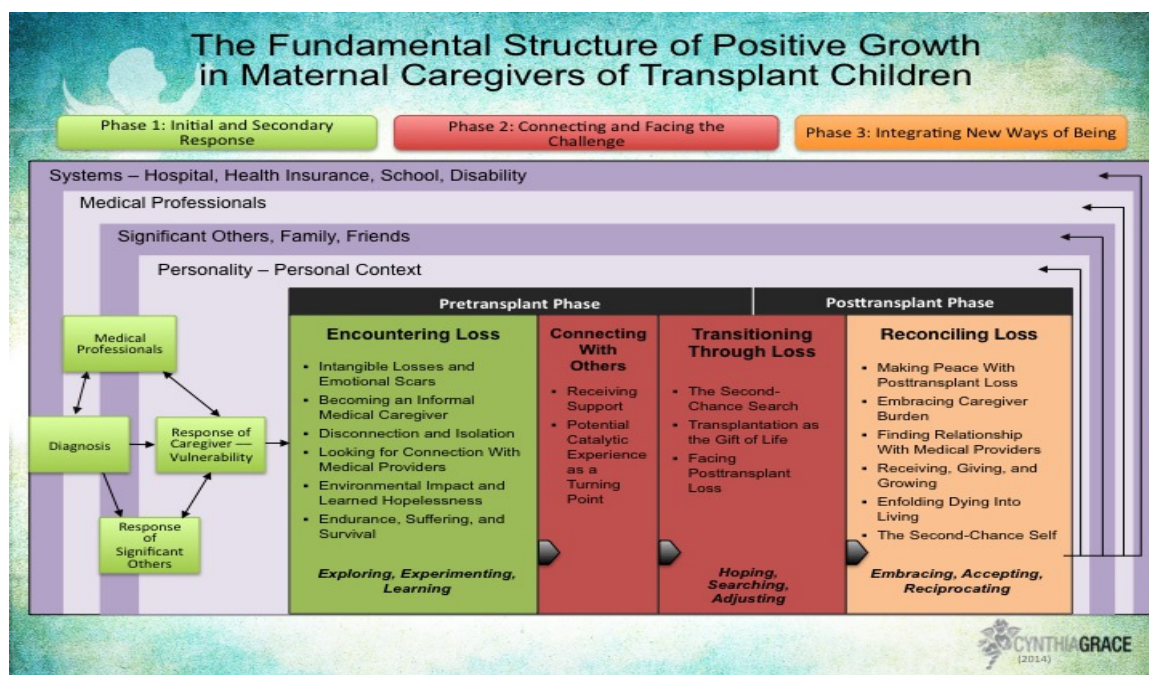 The Fundamental Structure of Positive Growth
in Maternal Caregivers of Transplant Children
Phase 1: Initial and Secondary
Response
Phase 2: Connecting and Facing the
Challenge
Phase 3: Integrating New Ways of Being
Systems – Hospital, Health Insurance, School, Disability
Medical Professionals
Significant Others, Family, Friends
Personality – Personal Context
Pretransplant Phase
Posttransplant Phase
Medical
Professionals
Diagnosis
Response of
Caregiver —
Vulnerability
Response
of
Significant
Others
Encountering Loss
▪ Intangible Losses and
Emotional Scars
▪ Becoming an Informal
Medical Caregiver
▪ Disconnection and Isolation
▪ Looking for Connection With
Medical Providers
▪ Environmental Impact and
Learned Hopelessness
▪ Endurance, Suffering, and
Survival
Exploring, Experimenting,
Learning
Connecting
With
Others
▪ Receiving
Support
▪ Potential
Catalytic
Experience
as a
Turning
Point
Transitioning
Through Loss
▪ The Second-
Chance Search
▪ Transplantation as
the Gift of Life
▪ Facing
Posttransplant
Loss
Hoping,
Searching,
Adjusting
Reconciling Loss
▪ Making Peace With
Posttransplant Loss
▪ Embracing Caregiver
Burden
▪ Finding Relationship
With Medical Providers
▪ Receiving, Giving, and
Growing
▪ Enfolding Dying Into
Living
▪ The Second-Chance Self
Embracing, Accepting,
Reciprocating
CYNTHIAGRACE
(2014)